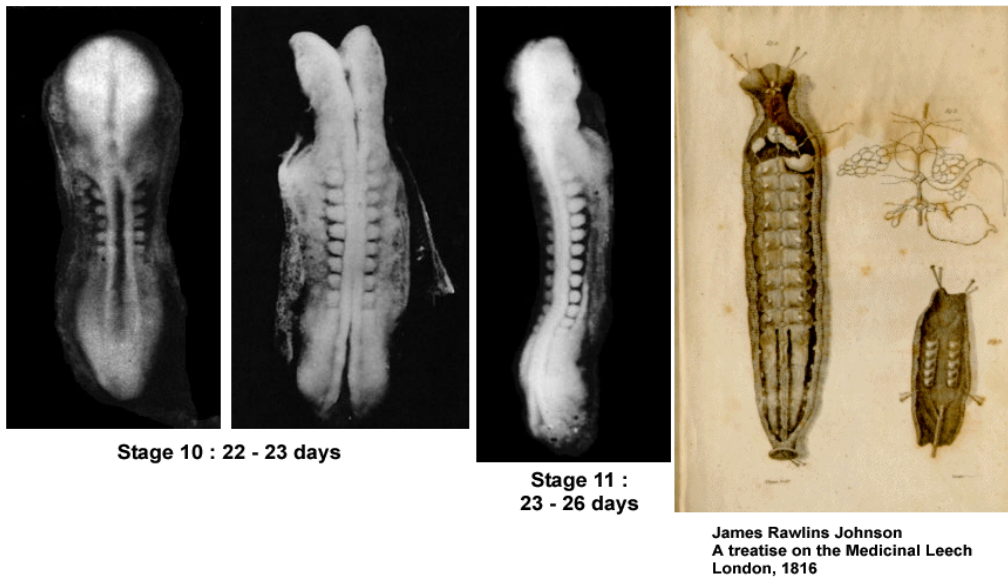 Stage 10 : 22 - 23 days
Stage 11 :
23 - 26 days
James Rawlins Johnson
A treatise on the Medicinal Leech
London, 1816